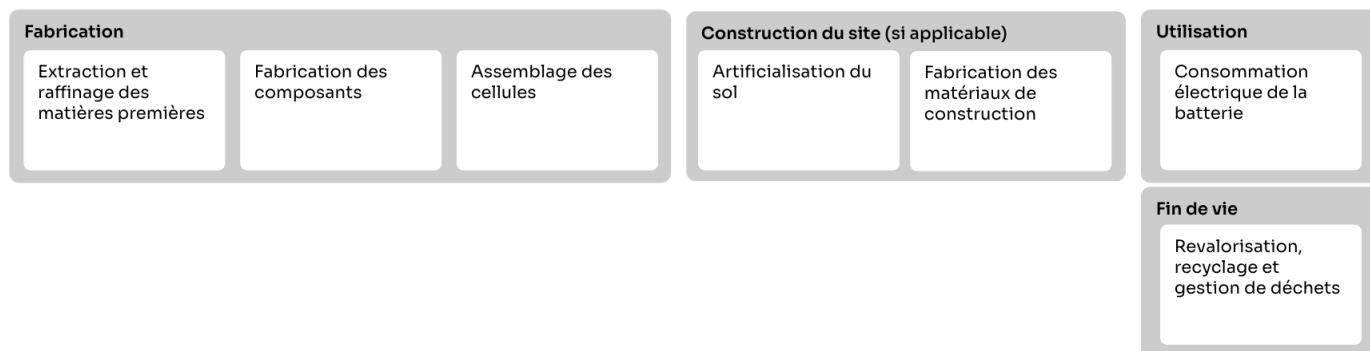 Fabrication
Extraction et
raffinage des
matières premières
Fabrication des
composants
Assemblage des
cellules
Construction du site (si applicable)
Artificialisation du
sol
Fabrication des
matériaux de
construction
Utilisation
Consommation
électrique de la
batterie
Fin de vie
Revalorisation,
recyclage et
gestion de déchets